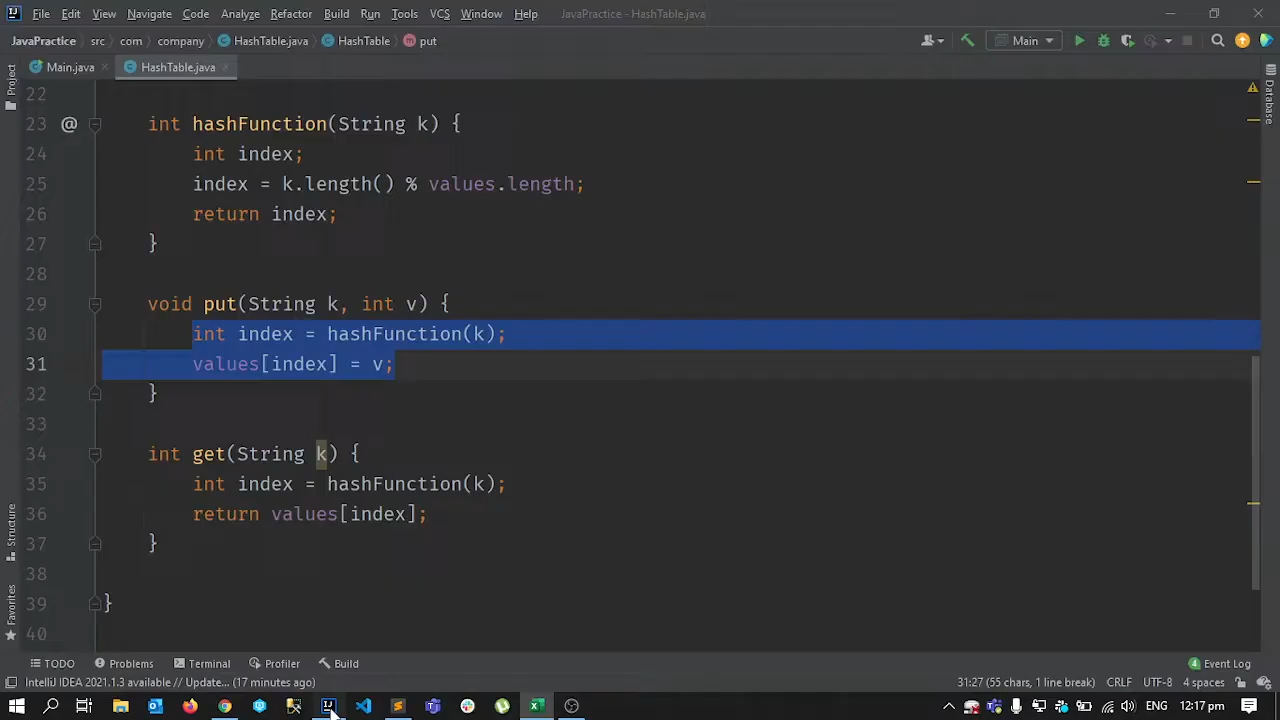 File Edit View Navigate Code Analyze Refactor Build Run Tools VCS Window Help JavaPractice - HashTable.java
JavaPractice src com company HashTable.java HashTable put Main
Main.java HashTable.java
22
23 @ int hashFunction(String k) {
24 int index;
25 index = k.length() % values.length;
26 return index;
27 }
28
29 void put(String k, int v) {
30 int index = hashFunction(k);
31 values[index] = v;
32 }
33
34 int get(String k) {
35 int index = hashFunction(k);
36 return values[index];
37 }
38
39 }
40
Project
Structure
Favorites
Database
TODO Problems Terminal Profiler Build 4 Event Log
IntelliJ IDEA 2021.1.3 available // Update... (17 minutes ago) 31:27 (55 chars, 1 line break) CRLF UTF-8 4 spaces
12:17 pm